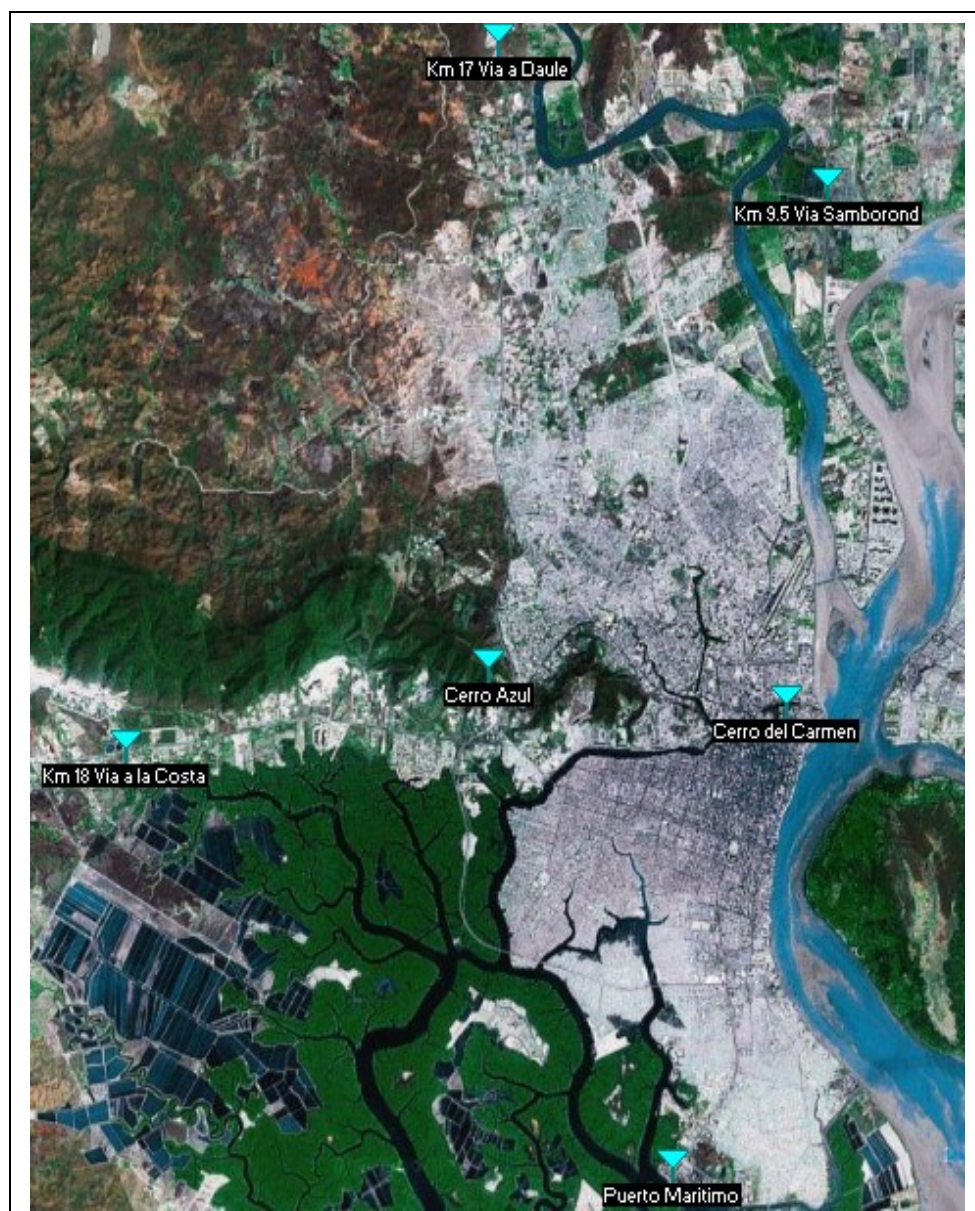 Km 17 Via a Daule
Km 9.5 Via Samborond
Cerro Azul
Cerro del Carmen
Km 18 Via a la Costa
Puerto Maritimo